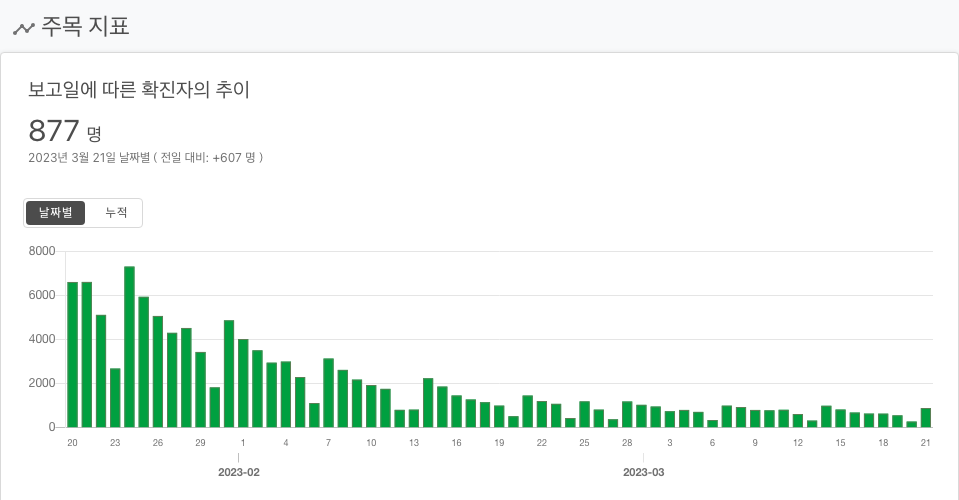 주목 지표
보고일에 따른 확진자의 추이
877 명
2023년 3월 21일 날짜별 ( 전일 대비: +607 명 )
날짜별 누적
8000
6000
4000
2000
0
20 23 26 29 1 4 7 10 13 16 19 22 25 28 3 6 9 12 15 18 21
2023-02 2023-03